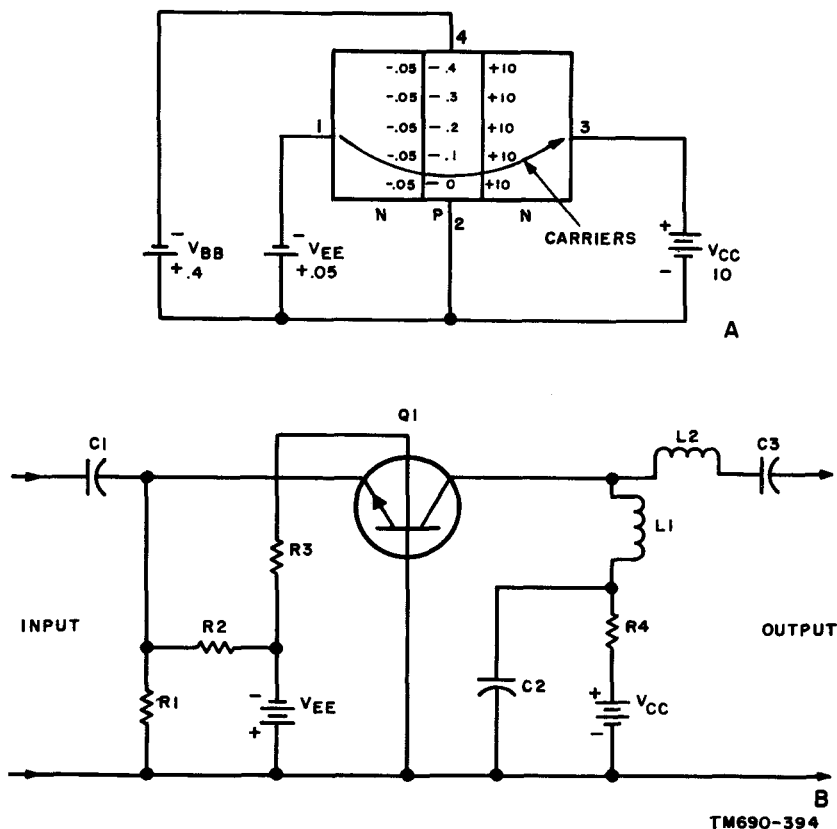 4
-.05 -.4 +10
-.05 -.3 +10
1 -.05 -.2 +10 3
-.05 -.1 +10
-.05 -0 +10
N P 2 N
CARRIERS
- VBB
+.4
- VEE
+.05
+ VCC
- 10
A
Q1
C1
L2
C3
L1
R3
INPUT
R2
R4
OUTPUT
R1
- VEE
+
C2
+ VCC
-
B
TM690-394